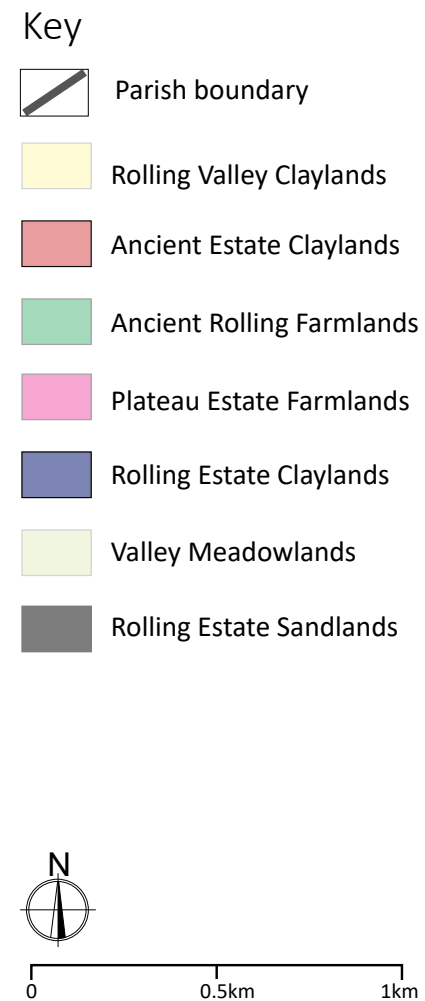 Key
Parish boundary
Rolling Valley Claylands
Ancient Estate Claylands
Ancient Rolling Farmlands
Plateau Estate Farmlands
Rolling Estate Claylands
Valley Meadowlands
Rolling Estate Sandlands
N
0 0.5km 1km